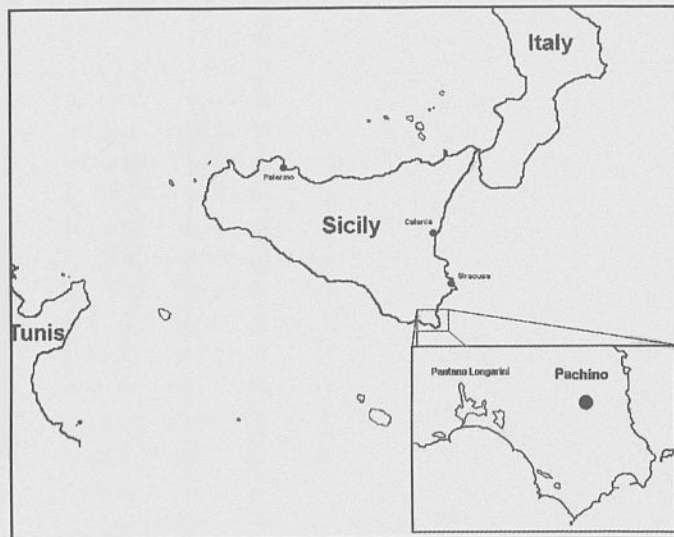 Italy
Palermo
Sicily
Catania
Siracusa
Tunis
Pantano Longarini
Pachino